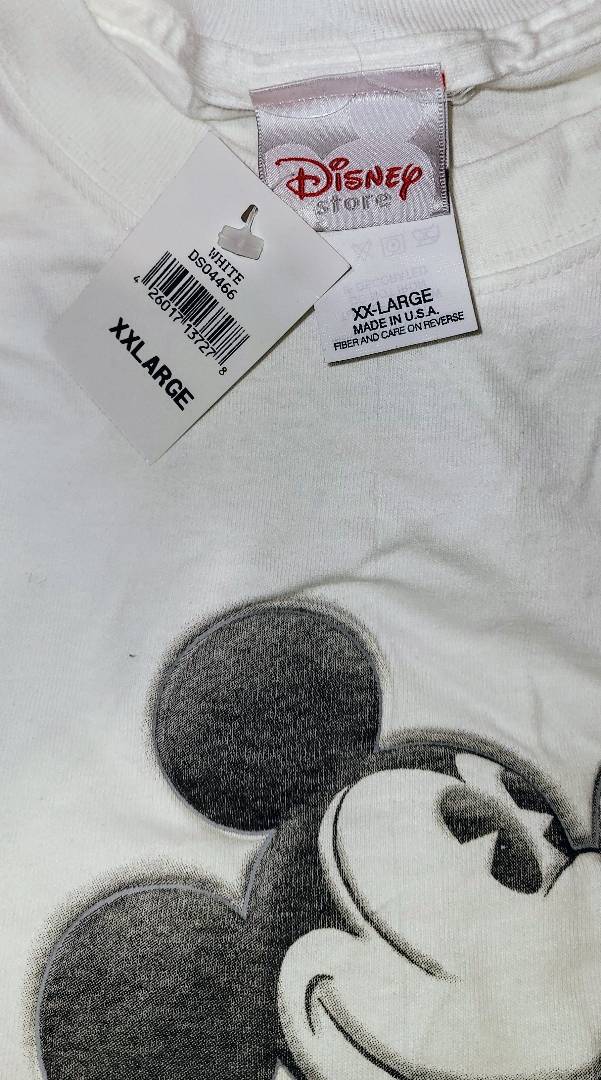 Disney
store
WHITE
DS04466
4 26017 13727 8
XXLARGE
XX-LARGE
MADE IN U.S.A.
FIBER AND CARE ON REVERSE